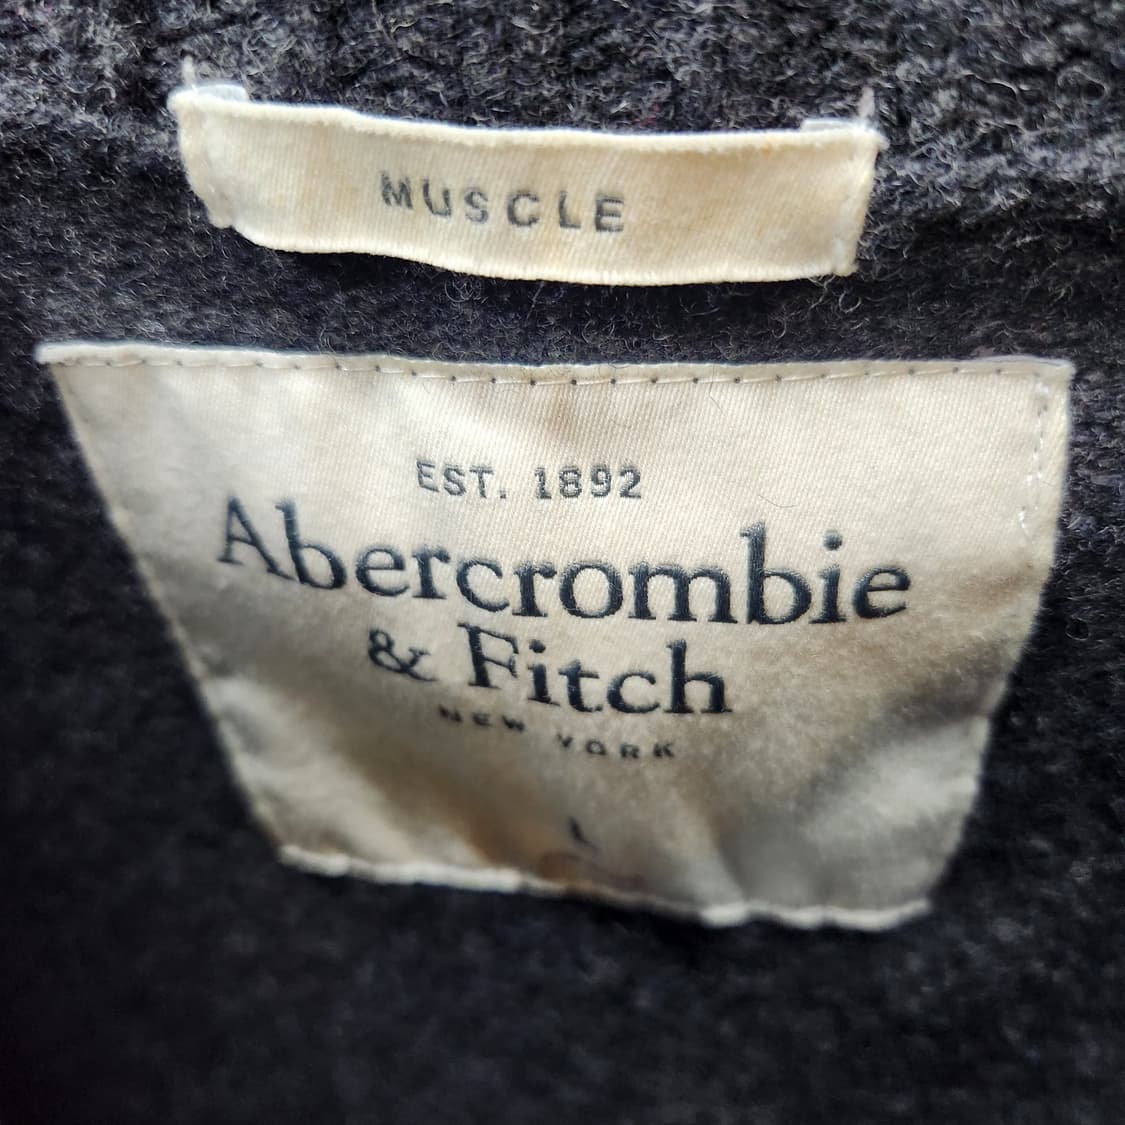 MUSCLE
EST. 1892
Abercrombie
& Fitch
NEW YORK
L